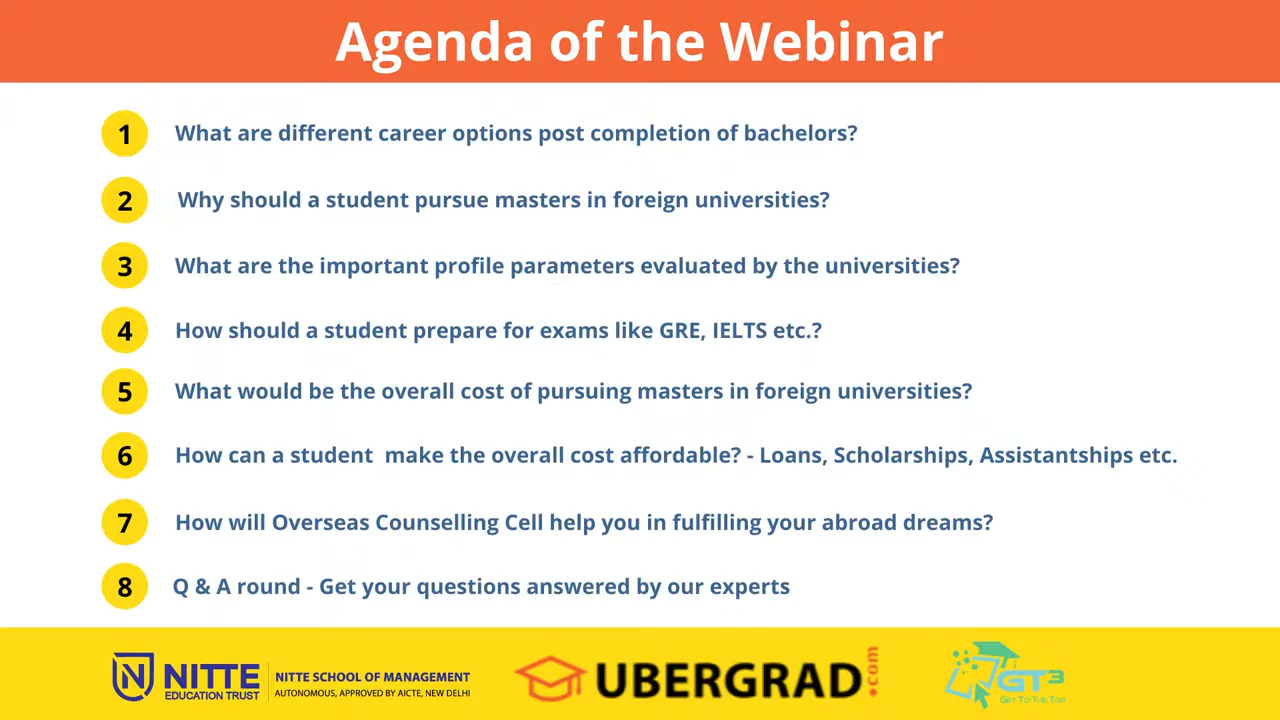 Agenda of the Webinar
1 What are different career options post completion of bachelors?
2 Why should a student pursue masters in foreign universities?
3 What are the important profile parameters evaluated by the universities?
4 How should a student prepare for exams like GRE, IELTS etc.?
5 What would be the overall cost of pursuing masters in foreign universities?
6 How can a student  make the overall cost affordable? - Loans, Scholarships, Assistantships etc.
7 How will Overseas Counselling Cell help you in fulfilling your abroad dreams?
8 Q & A round - Get your questions answered by our experts
N NITTE
EDUCATION TRUST
NITTE SCHOOL OF MANAGEMENT
AUTONOMOUS, APPROVED BY AICTE, NEW DELHI
UBERGRAD.com
GT3
GET TO THE TOP